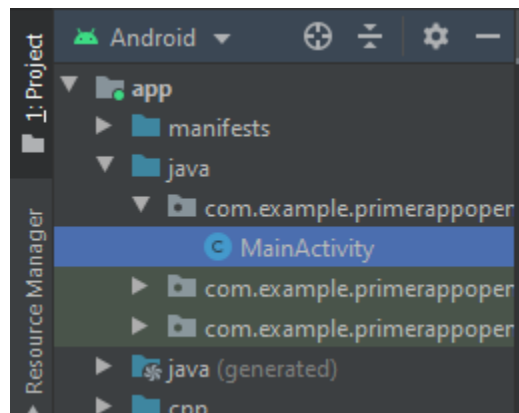 1: Project
Resource Manager
Android
app
manifests
java
com.example.primerappoper
MainActivity
com.example.primerappoper
com.example.primerappoper
java (generated)
cpp